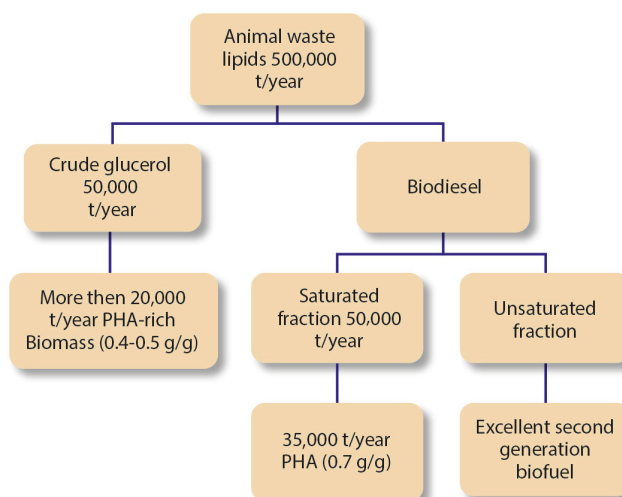 Animal waste
lipids 500,000
t/year
Crude glucerol
50,000
t/year
Biodiesel
More then 20,000
t/year PHA-rich
Biomass (0.4-0.5 g/g)
Saturated
fraction 50,000
t/year
Unsaturated
fraction
35,000 t/year
PHA (0.7 g/g)
Excellent second
generation
biofuel